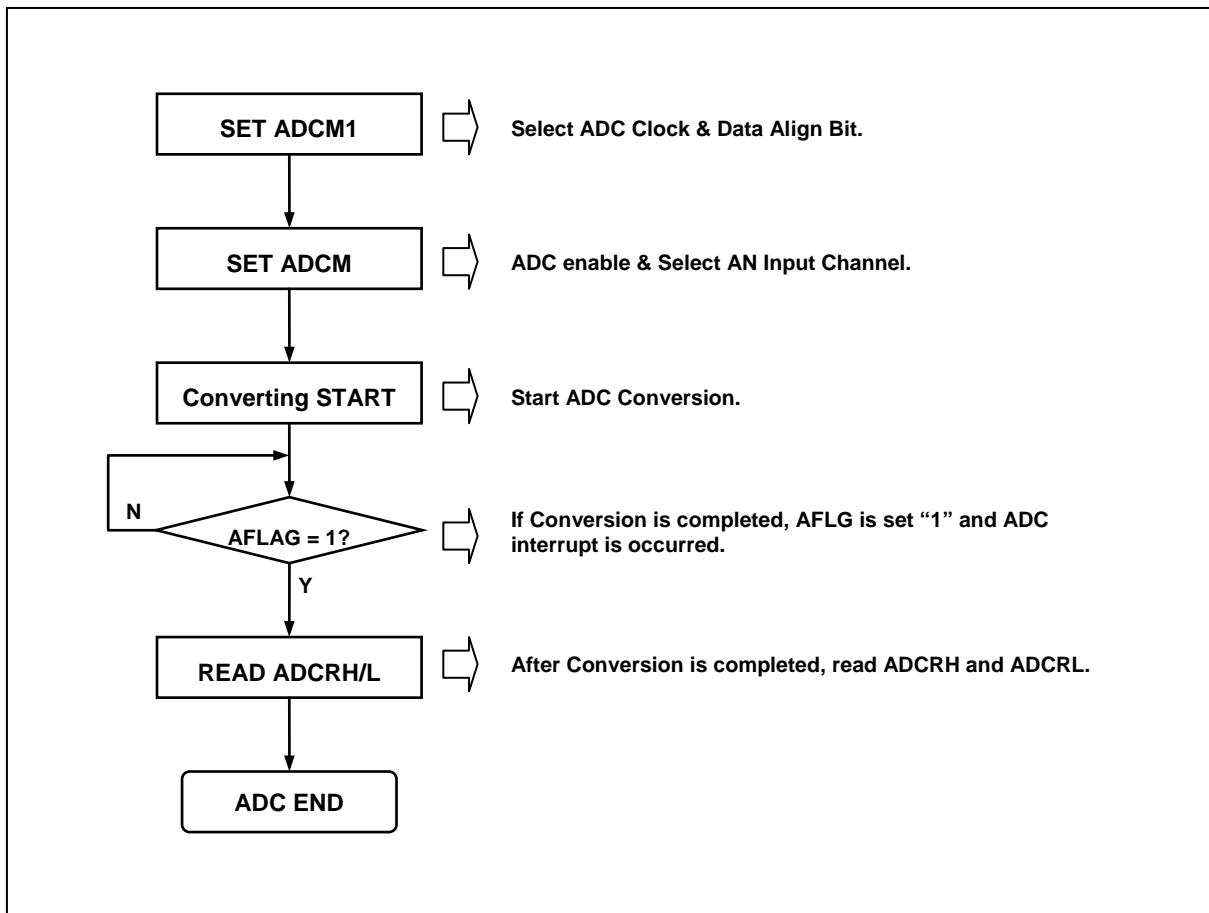 SET ADCM1
Select ADC Clock & Data Align Bit.
SET ADCM
ADC enable & Select AN Input Channel.
Converting START
Start ADC Conversion.
N
AFLAG = 1?
If Conversion is completed, AFLG is set “1” and ADC
interrupt is occurred.
Y
READ ADCRH/L
After Conversion is completed, read ADCRH and ADCRL.
ADC END